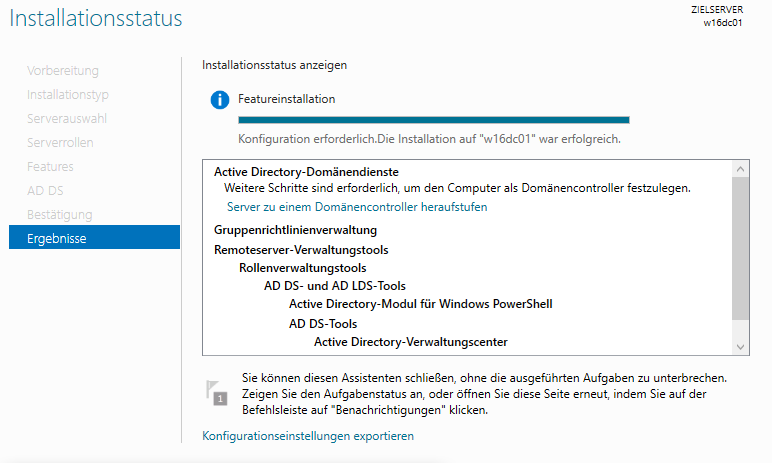 Installationsstatus
ZIELSERVER
w16dc01
Vorbereitung
Installationstyp
Serverauswahl
Serverrollen
Features
AD DS
Bestätigung
Ergebnisse
Installationsstatus anzeigen
Featureinstallation
Konfiguration erforderlich.Die Installation auf "w16dc01" war erfolgreich.
Active Directory-Domänendienste
Weitere Schritte sind erforderlich, um den Computer als Domänencontroller festzulegen.
Server zu einem Domänencontroller heraufstufen
Gruppenrichtlinienverwaltung
Remoteserver-Verwaltungstools
Rollenverwaltungstools
AD DS- und AD LDS-Tools
Active Directory-Modul für Windows PowerShell
AD DS-Tools
Active Directory-Verwaltungscenter
1
Sie können diesen Assistenten schließen, ohne die ausgeführten Aufgaben zu unterbrechen.
Zeigen Sie den Aufgabenstatus an, oder öffnen Sie diese Seite erneut, indem Sie auf der
Befehlsleiste auf "Benachrichtigungen" klicken.
Konfigurationseinstellungen exportieren